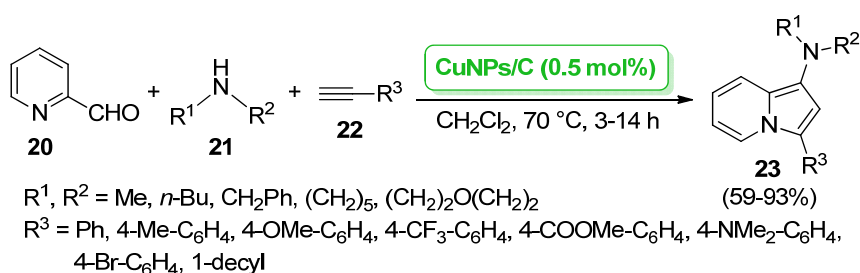 R¹ N R²
N CHO + H N R¹ R² + R³
CuNPs/C (0.5 mol%)
CH₂Cl₂, 70 °C, 3-14 h
N R³
20 21 22 23
(59-93%)
R¹, R² = Me, n-Bu, CH₂Ph, (CH₂)₅, (CH₂)₂O(CH₂)₂
R³ = Ph, 4-Me-C₆H₄, 4-OMe-C₆H₄, 4-CF₃-C₆H₄, 4-COOMe-C₆H₄, 4-NMe₂-C₆H₄,
4-Br-C₆H₄, 1-decyl